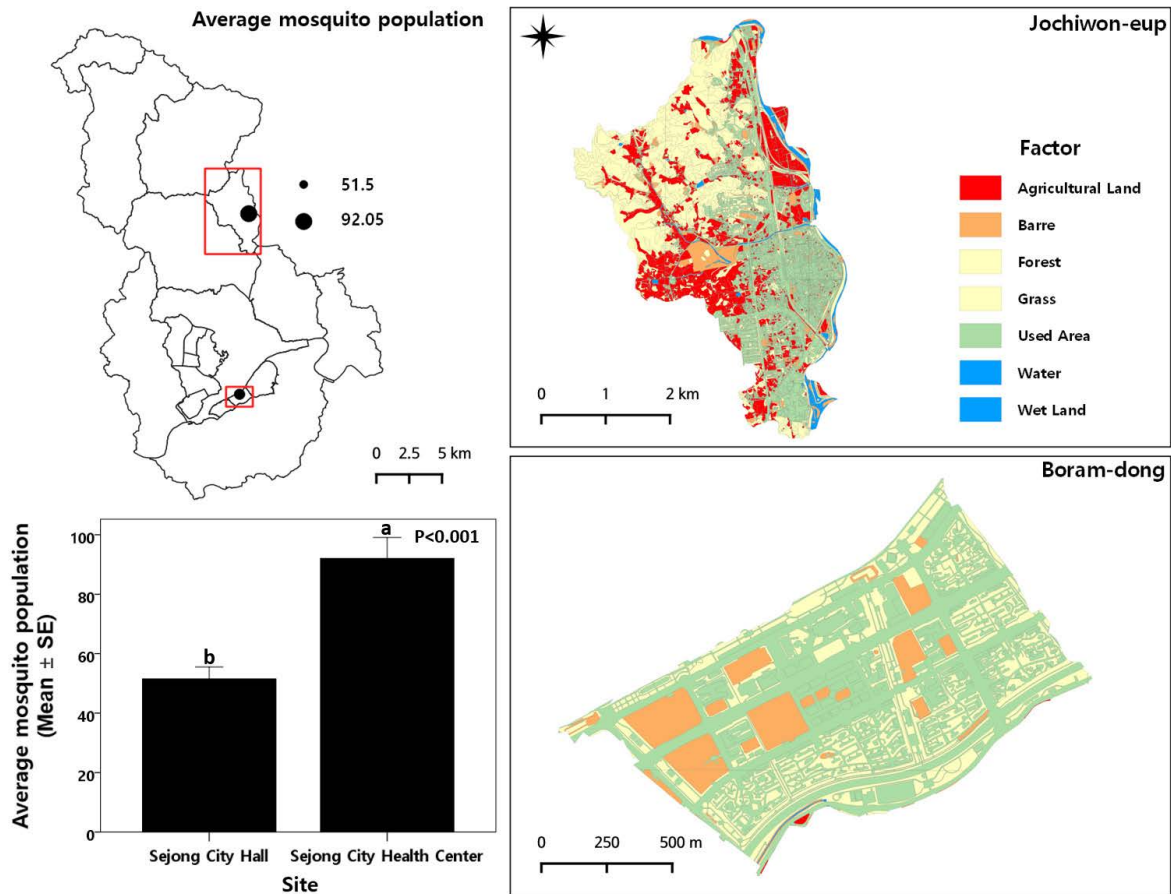 Average mosquito population
51.5
92.05
0 2.5 5 km
Jochiwon-eup
Factor
Agricultural Land
Barre
Forest
Grass
Used Area
Water
Wet Land
0 1 2 km
Average mosquito population
(Mean ± SE)
100
80
60
40
20
0
b
a
P<0.001
Sejong City Hall
Sejong City Health Center
Site
Boram-dong
0 250 500 m